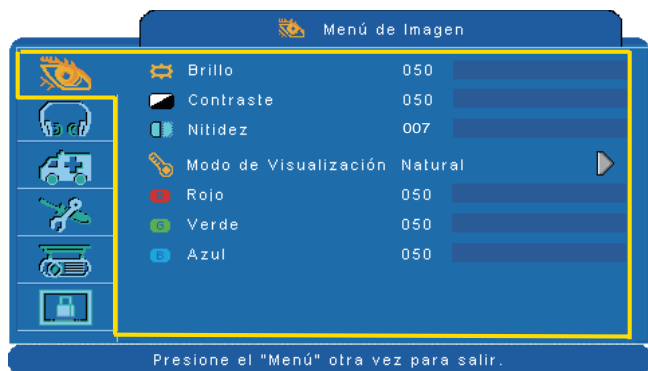 Menú de Imagen
Brillo 050
Contraste 050
Nitidez 007
Modo de Visualización Natural
R Rojo 050
G Verde 050
B Azul 050
Presione el "Menú" otra vez para salir.